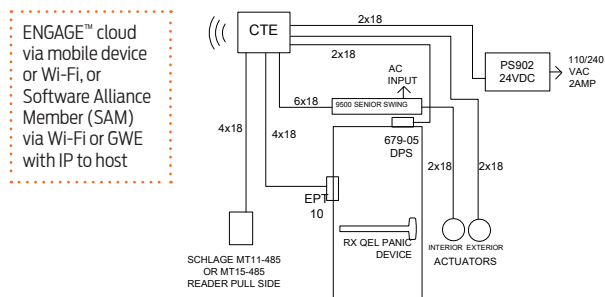 ENGAGE™ cloud
via mobile device
or Wi-Fi, or
Software Alliance
Member (SAM)
via Wi-Fi or GWE
with IP to host
CTE
2x18
2x18
PS902
24VDC
110/240
VAC
2AMP
AC
INPUT
6x18
9500 SENIOR SWING
4x18
4x18
679-05
DPS
2x18
2x18
EPT
10
RX QEL PANIC
DEVICE
INTERIOR
EXTERIOR
ACTUATORS
SCHLAGE MT11-485
OR MT15-485
READER PULL SIDE